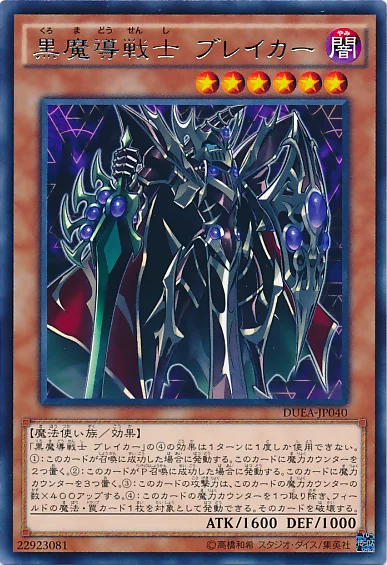 黒魔導戦士 ブレイカー
闇
DUEA-JP040
【魔法使い族／効果】
「黒魔導戦士 ブレイカー」の④の効果は1ターンに1度しか使用できない。
①：このカードが召喚に成功した場合に発動する。このカードに魔力カウンター
を2つ置く。②：このカードがP召喚に成功した場合に発動する。このカードに魔力
カウンターを3つ置く。③：このカードの攻撃力は、このカードの魔力カウンターの
数×400アップする。④：このカードの魔力カウンターを1つ取り除き、フィー
ルドの魔法・罠カード1枚を対象として発動できる。そのカードを破壊する。
ATK/1600 DEF/1000
22923081
©高橋和希 スタジオ・ダイス/集英社